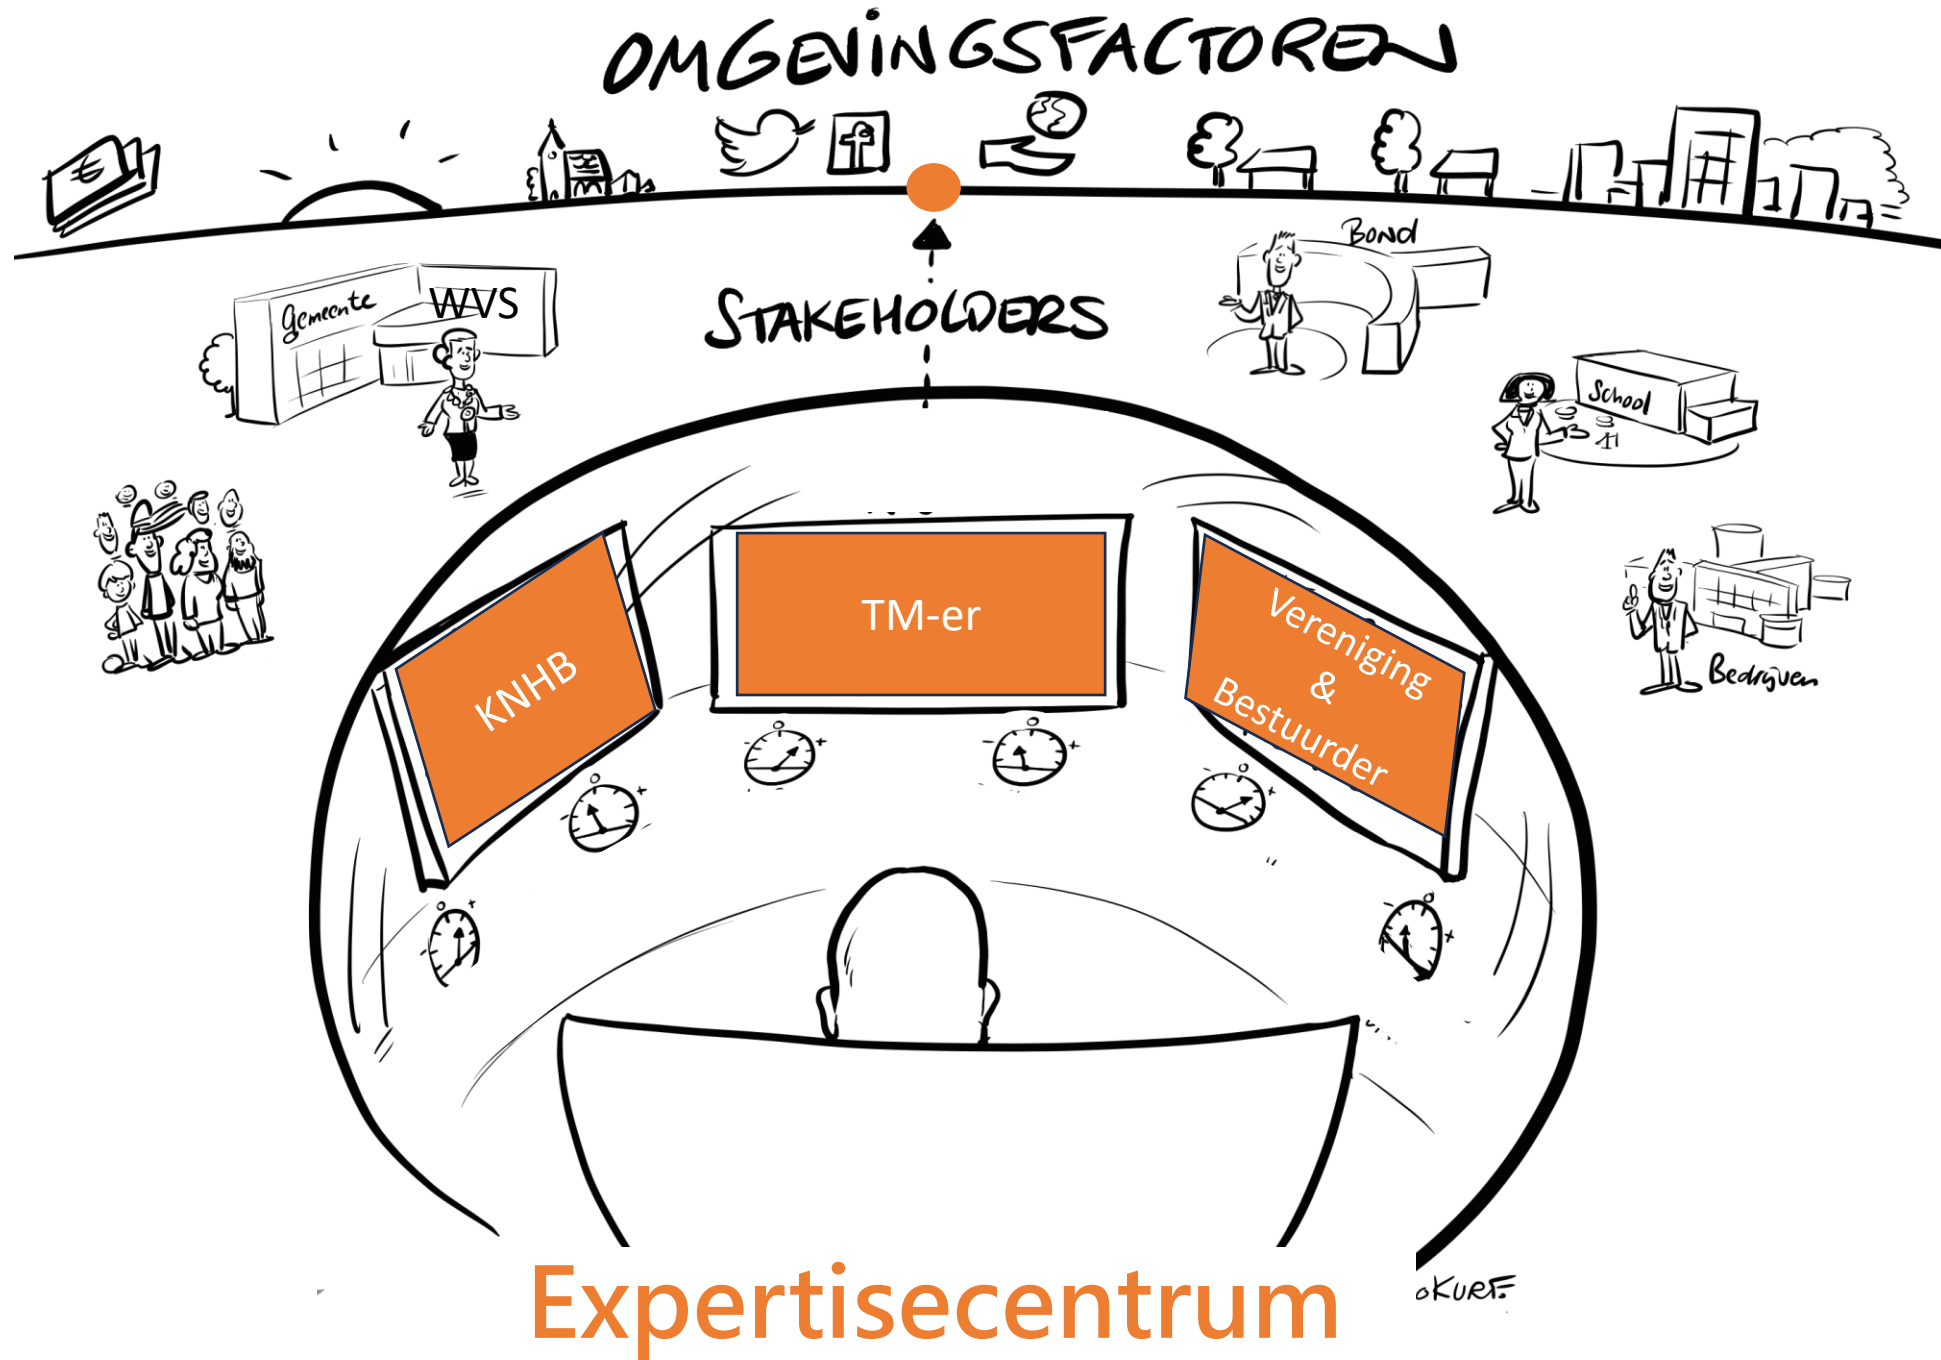 OMGEVINGSFACTOREN
€
f
Bond
Gemeente
WVS
STAKEHOLDERS
School
TM-er
KNHB
Vereniging
&
Bestuurder
Bedrijven
Expertisecentrum